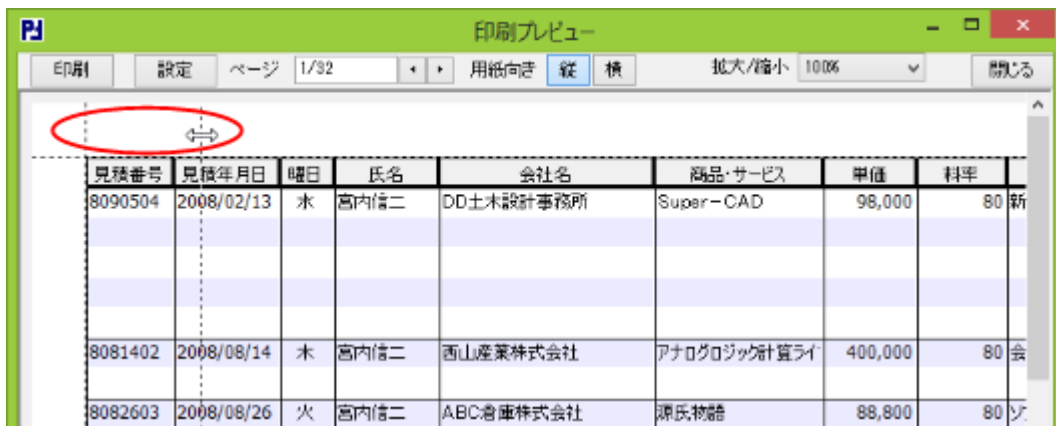 印刷プレビュー
印刷 設定 ページ 1/32 用紙向き 縦 横 拡大/縮小 100% 閉じる
見積番号 見積年月日 曜日 氏名 会社名 商品・サービス 単価 料率
8090504 2008/02/13 水 宮内信二 DD土木設計事務所 Super-CAD 98,000 80 新
8081402 2008/08/14 木 宮内信二 西山産業株式会社 アナログロジック計算ライ 400,000 80 会
8082603 2008/08/26 火 宮内信二 ABC倉庫株式会社 源氏物語 88,800 80 ソ